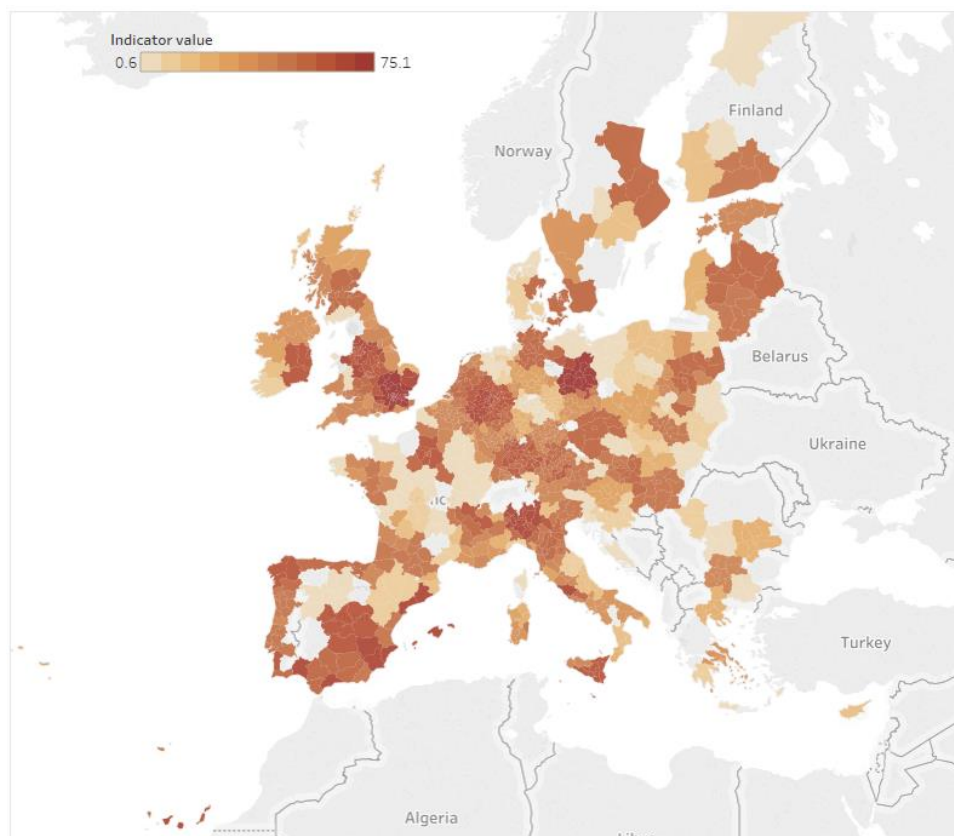 Indicator value
0.6 75.1
Finland
Norway
Belarus
Ukraine
Turkey
Algeria